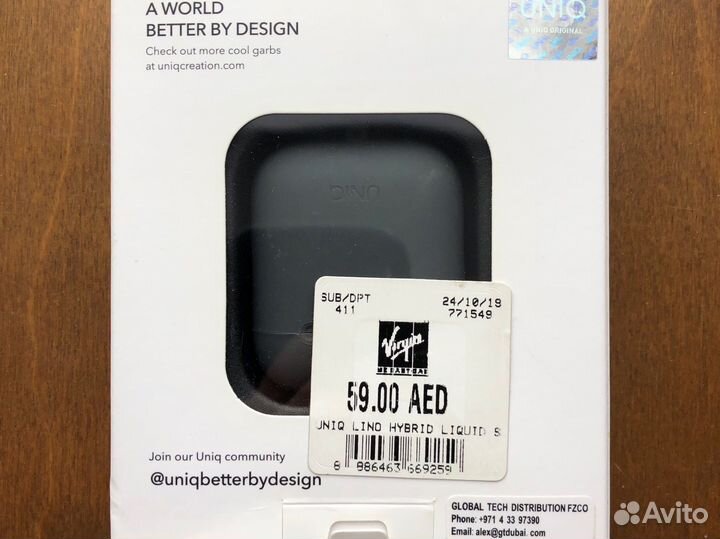 A WORLD
BETTER BY DESIGN
Check out more cool garbs
at uniqcreation.com
UNIQ
A UNIQ ORIGINAL
UNIQ
SUB/DPT
411
24/10/19
771549
Virgin
MEGASTORE
59.00 AED
UNIQ LINO HYBRID LIQUID S
8 886463 669259
Join our Uniq community
@uniqbetterbydesign
GLOBAL TECH DISTRIBUTION FZCO
Phone: +971 4 33 97390
Email: alex@gtdubai.com
Avito